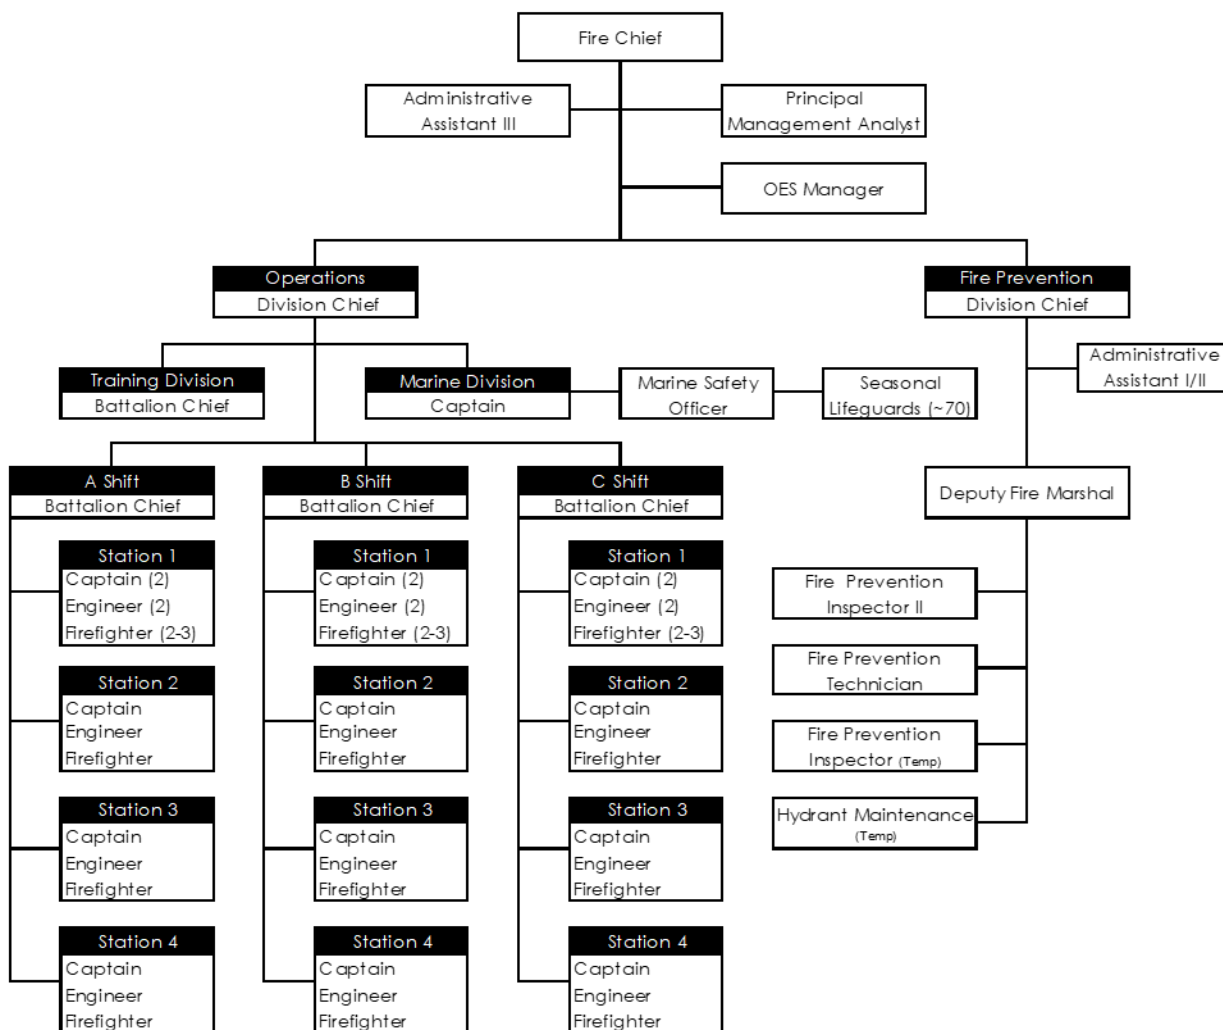 Fire Chief
Administrative
Assistant III
Principal
Management Analyst
OES Manager
Operations
Division Chief
Fire Prevention
Division Chief
Training Division
Battalion Chief
Marine Division
Captain
Marine Safety
Officer
Seasonal
Lifeguards (~70)
Administrative
Assistant I/II
A Shift
Battalion Chief
Station 1
Captain (2)
Engineer (2)
Firefighter (2-3)
Station 2
Captain
Engineer
Firefighter
Station 3
Captain
Engineer
Firefighter
Station 4
Captain
Engineer
Firefighter
B Shift
Battalion Chief
Station 1
Captain (2)
Engineer (2)
Firefighter (2-3)
Station 2
Captain
Engineer
Firefighter
Station 3
Captain
Engineer
Firefighter
Station 4
Captain
Engineer
Firefighter
C Shift
Battalion Chief
Station 1
Captain (2)
Engineer (2)
Firefighter (2-3)
Station 2
Captain
Engineer
Firefighter
Station 3
Captain
Engineer
Firefighter
Station 4
Captain
Engineer
Firefighter
Deputy Fire Marshal
Fire Prevention
Inspector II
Fire Prevention
Technician
Fire Prevention
Inspector (Temp)
Hydrant Maintenance
(Temp)